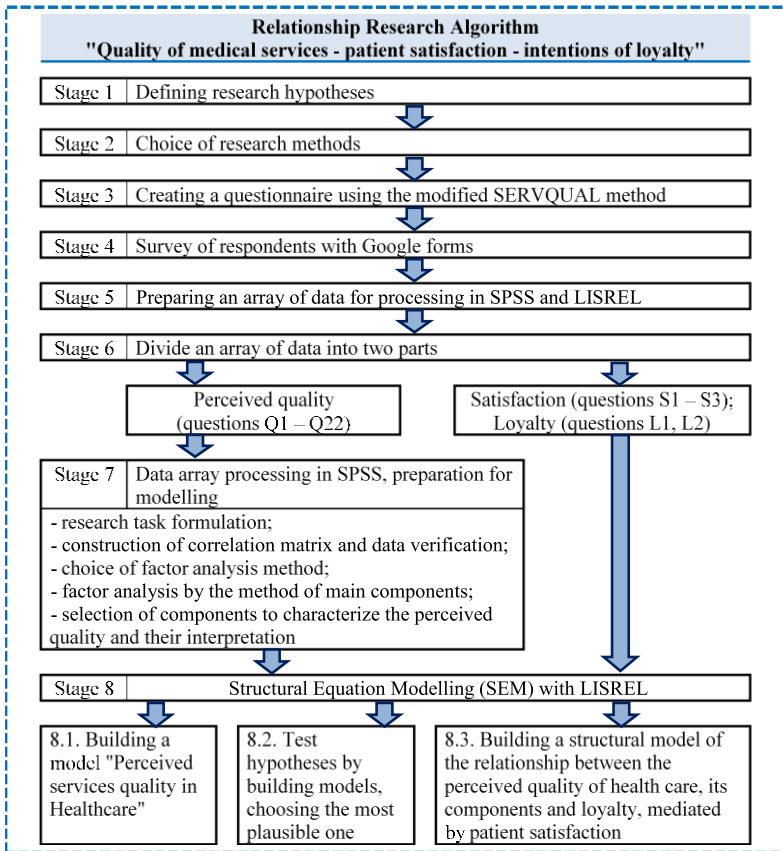 Relationship Research Algorithm
"Quality of medical services - patient satisfaction - intentions of loyalty"
Stage 1 Defining research hypotheses
Stage 2 Choice of research methods
Stage 3 Creating a questionnaire using the modified SERVQUAL method
Stage 4 Survey of respondents with Google forms
Stage 5 Preparing an array of data for processing in SPSS and LISREL
Stage 6 Divide an array of data into two parts
Perceived quality
(questions Q1 – Q22)
Satisfaction (questions S1 – S3);
Loyalty (questions L1, L2)
Stage 7 Data array processing in SPSS, preparation for
modelling
- research task formulation;
- construction of correlation matrix and data verification;
- choice of factor analysis method;
- factor analysis by the method of main components;
- selection of components to characterize the perceived
quality and their interpretation
Stage 8 Structural Equation Modelling (SEM) with LISREL
8.1. Building a
model "Perceived
services quality in
Healthcare"
8.2. Test
hypotheses by
building models,
choosing the most
plausible one
8.3. Building a structural model of
the relationship between the
perceived quality of health care, its
components and loyalty, mediated
by patient satisfaction